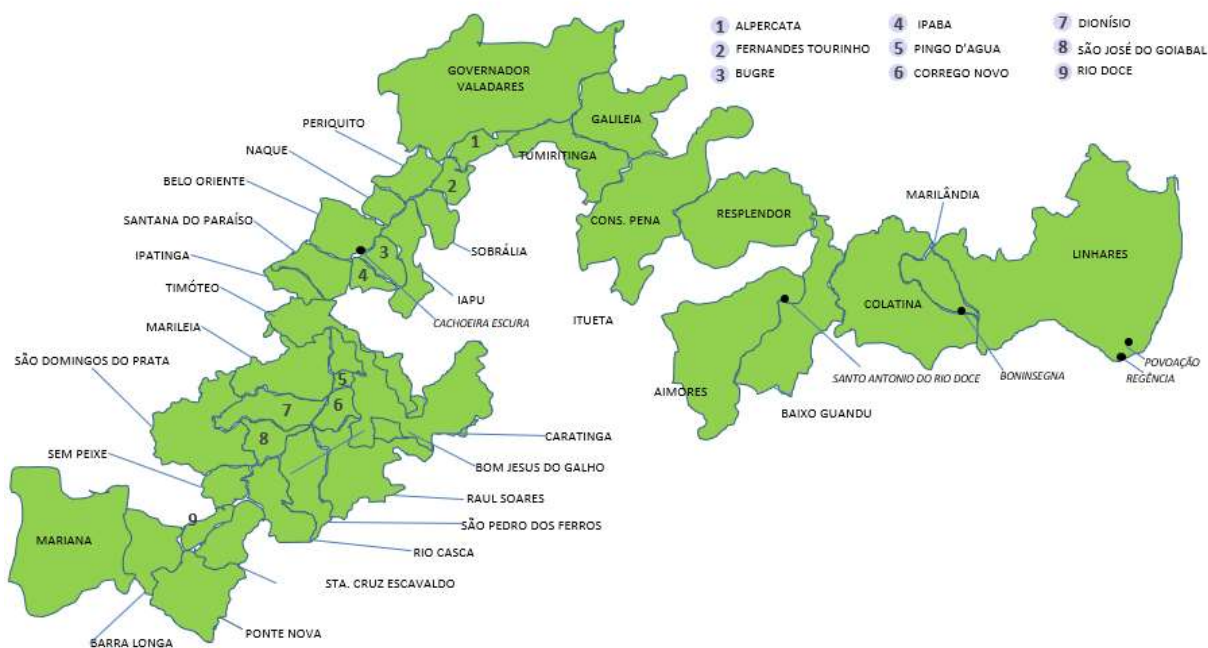 1 ALPERCATA
2 FERNANDES TOURINHO
3 BUGRE
4 IPABA
5 PINGO D'AGUA
6 CORREGO NOVO
7 DIONÍSIO
8 SÃO JOSÉ DO GOIABAL
9 RIO DOCE
GOVERNADOR
VALADARES
GALILEIA
PERIQUITO
1
TUMIRITINGA
NAQUE
BELO ORIENTE
2
SANTANA DO PARAÍSO
CONS. PENA
RESPLENDOR
MARILÂNDIA
IPATINGA
3
SOBRÁLIA
LINHARES
TIMÓTEO
4
IAPU
COLATINA
CACHOEIRA ESCURA
ITUETA
MARILEIA
SÃO DOMINGOS DO PRATA
POVOAÇÃO
SANTO ANTONIO DO RIO DOCE
BONINSEGNA
REGÊNCIA
5
AIMORES
6
7
BAIXO GUANDU
8
CARATINGA
SEM PEIXE
BOM JESUS DO GALHO
RAUL SOARES
9
SÃO PEDRO DOS FERROS
MARIANA
RIO CASCA
STA. CRUZ ESCAVALDO
PONTE NOVA
BARRA LONGA